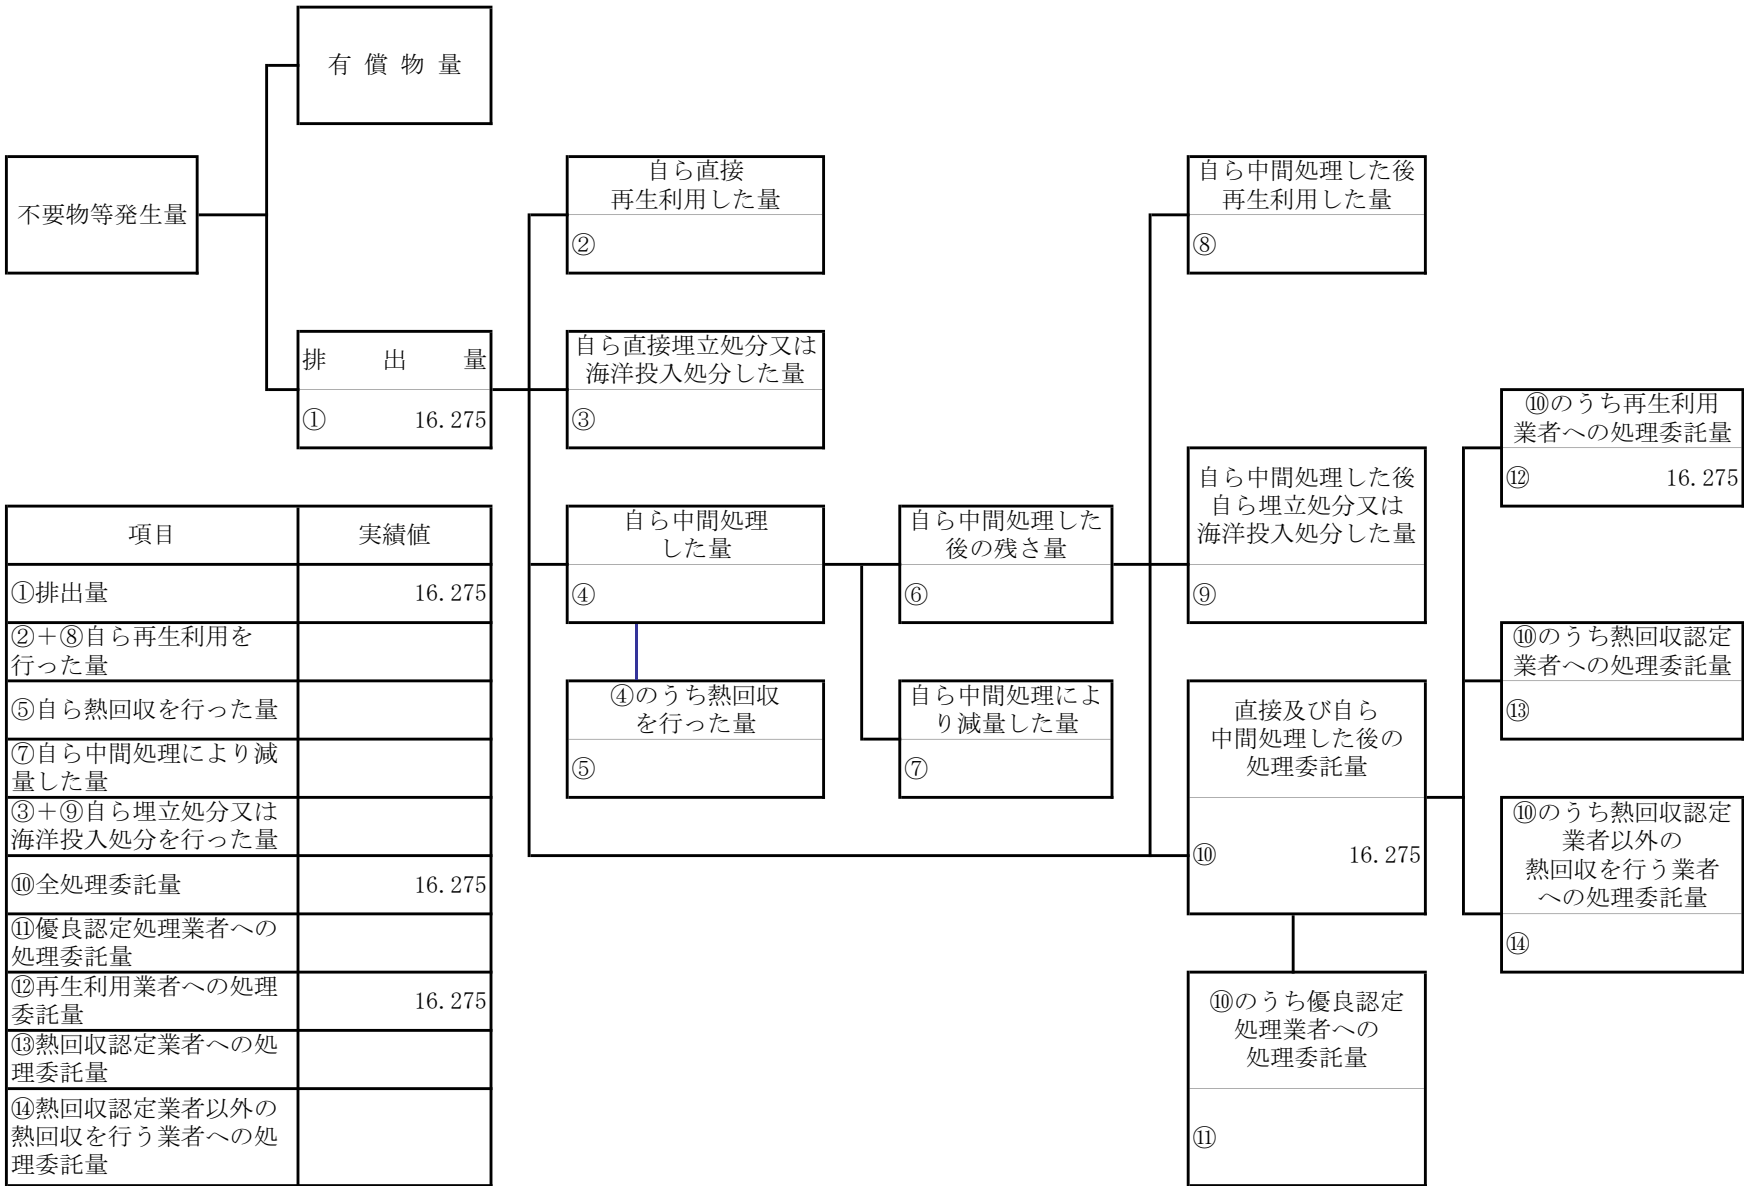 有償物量
不要物等発生量
排出量
① 16.275
自ら直接
再生利用した量
②
自ら直接埋立処分又は
海洋投入処分した量
③
自ら中間処理
した量
④
④のうち熱回収
を行った量
⑤
自ら中間処理した
後の残さ量
⑥
自ら中間処理によ
り減量した量
⑦
自ら中間処理した後
再生利用した量
⑧
自ら中間処理した後
自ら埋立処分又は
海洋投入処分した量
⑨
直接及び自ら
中間処理した後の
処理委託量
⑩ 16.275
⑩のうち優良認定
処理業者への
処理委託量
⑪
⑩のうち再生利用
業者への処理委託量
⑫ 16.275
⑩のうち熱回収認定
業者への処理委託量
⑬
⑩のうち熱回収認定
業者以外の
熱回収を行う業者
への処理委託量
⑭
項目 実績値
①排出量 16.275
②＋⑧自ら再生利用を
行った量
⑤自ら熱回収を行った量
⑦自ら中間処理により減
量した量
③＋⑨自ら埋立処分又は
海洋投入処分を行った量
⑩全処理委託量 16.275
⑪優良認定処理業者への
処理委託量
⑫再生利用業者への処理
委託量 16.275
⑬熱回収認定業者への処
理委託量
⑭熱回収認定業者以外の
熱回収を行う業者への処
理委託量